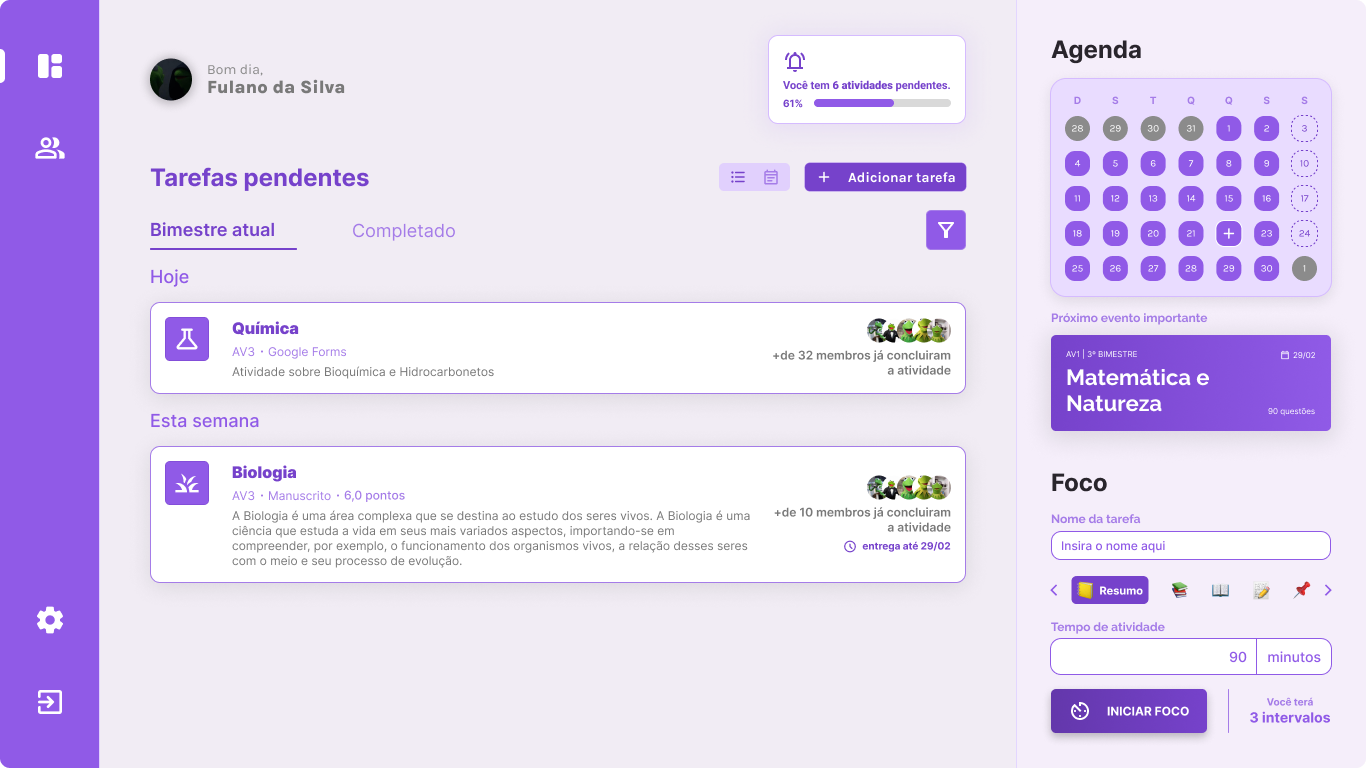 Bom dia,
Fulano da Silva
Você tem 6 atividades pendentes.
61%
Tarefas pendentes
Adicionar tarefa
Bimestre atual
Completado
Hoje
Química
AV3 • Google Forms
Atividade sobre Bioquímica e Hidrocarbonetos
+de 32 membros já concluiram
a atividade
Esta semana
Biologia
AV3 • Manuscrito • 6,0 pontos
A Biologia é uma área complexa que se destina ao estudo dos seres vivos. A Biologia é uma
ciência que estuda a vida em seus mais variados aspectos, importando-se em
compreender, por exemplo, o funcionamento dos organismos vivos, a relação desses seres
com o meio e seu processo de evolução.
+de 10 membros já concluiram
a atividade
entrega até 29/02
Agenda
D S T Q Q S S
28 29 30 31 1 2 3
4 5 6 7 8 9 10
11 12 13 14 15 16 17
18 19 20 21 + 23 24
25 26 27 28 29 30 1
Próximo evento importante
AV1 | 3º BIMESTRE
29/02
Matemática e
Natureza
90 questões
Foco
Nome da tarefa
Insira o nome aqui
Resumo
Tempo de atividade
90 minutos
INICIAR FOCO
Você terá
3 intervalos